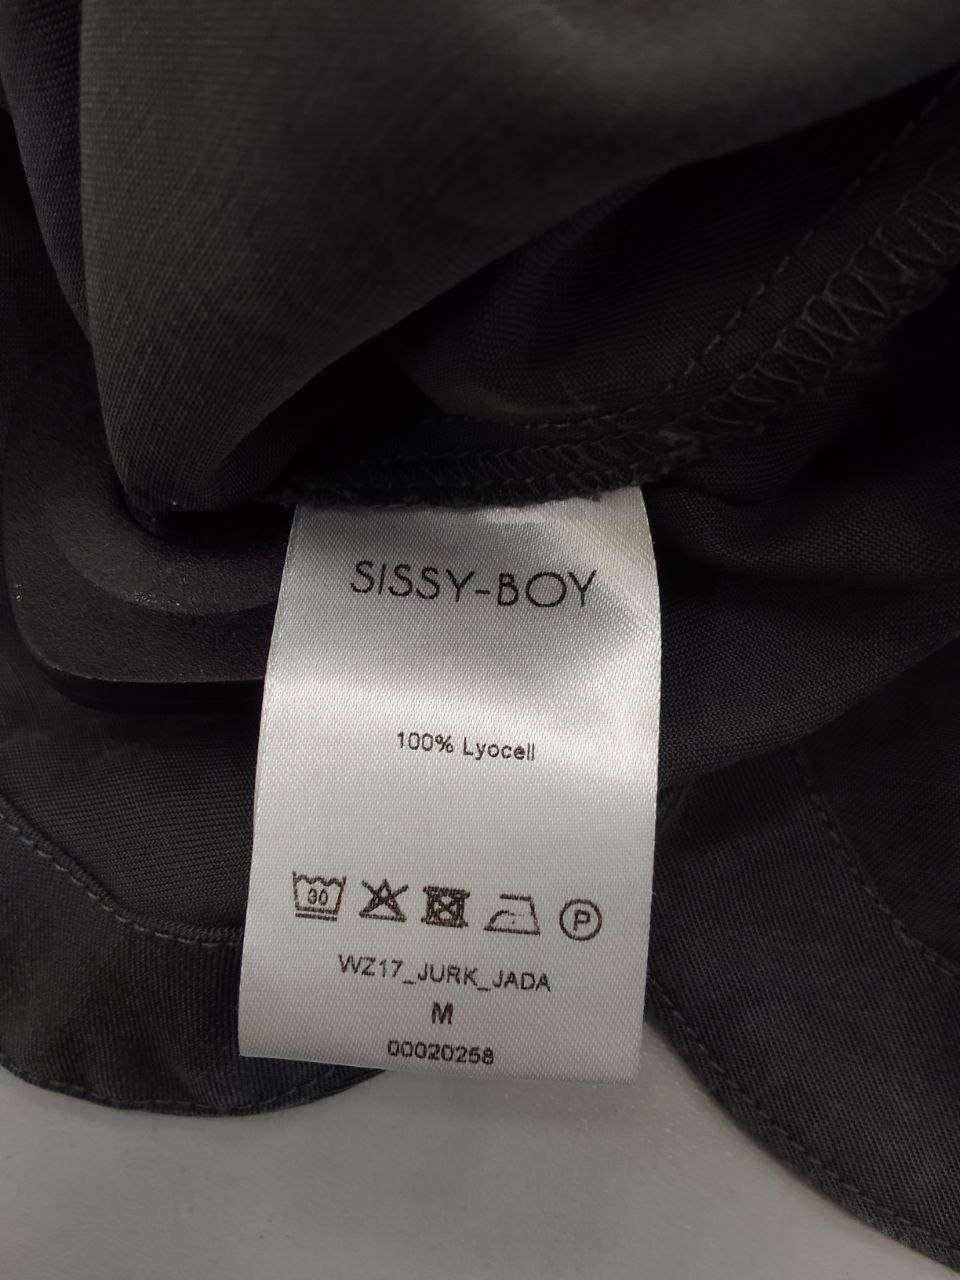 SISSY-BOY
100% Lyocell
30
P
WZ17_JURK_JADA
M
00020258